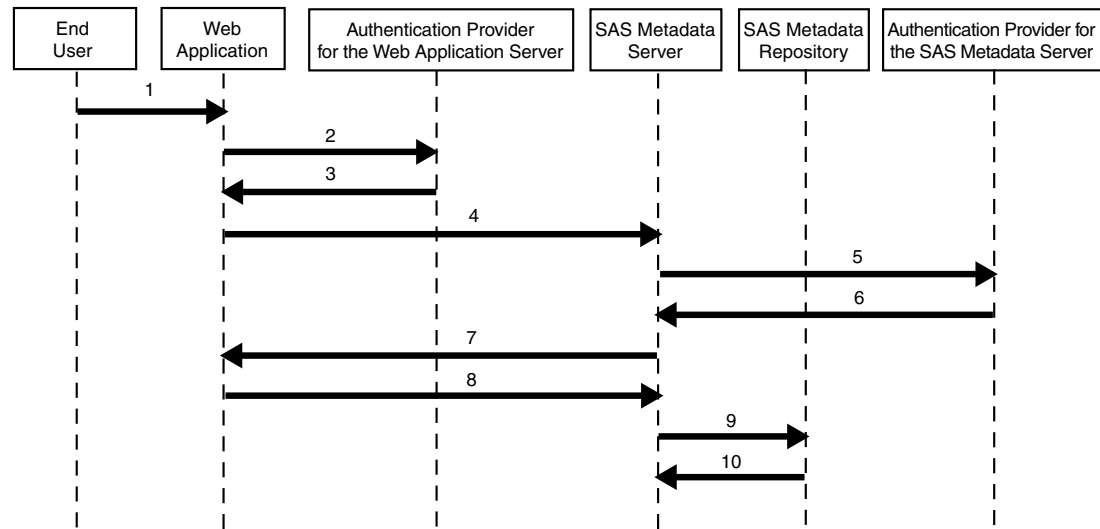 End
User
Web
Application
Authentication Provider
for the Web Application Server
SAS Metadata
Server
SAS Metadata
Repository
Authentication Provider for
the SAS Metadata Server
1
2
3
4
5
6
7
8
9
10